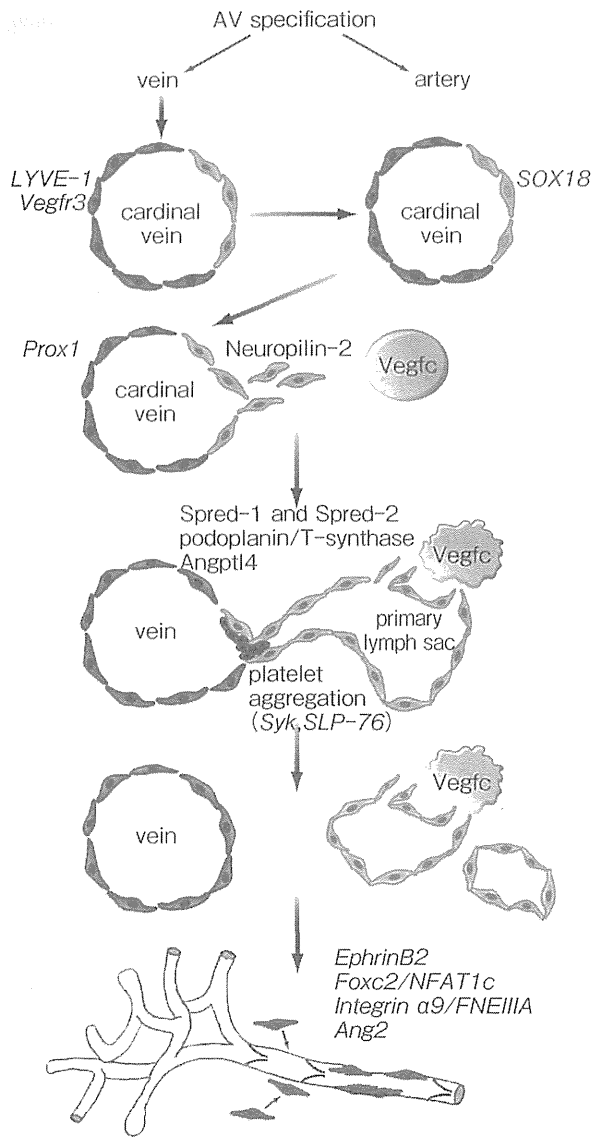 AV specification
vein
artery
LYVE-1
Vegfr3
cardinal
vein
SOX18
cardinal
vein
Prox1
Neuropilin-2
Vegfc
cardinal
vein
Spred-1 and Spred-2
podoplanin/T-synthase
Angptl4
Vegfc
vein
primary
lymph sac
platelet
aggregation
(Syk,SLP-76)
Vegfc
vein
EphrinB2
Foxc2/NFAT1c
Integrin α9/FNEIIIA
Ang2